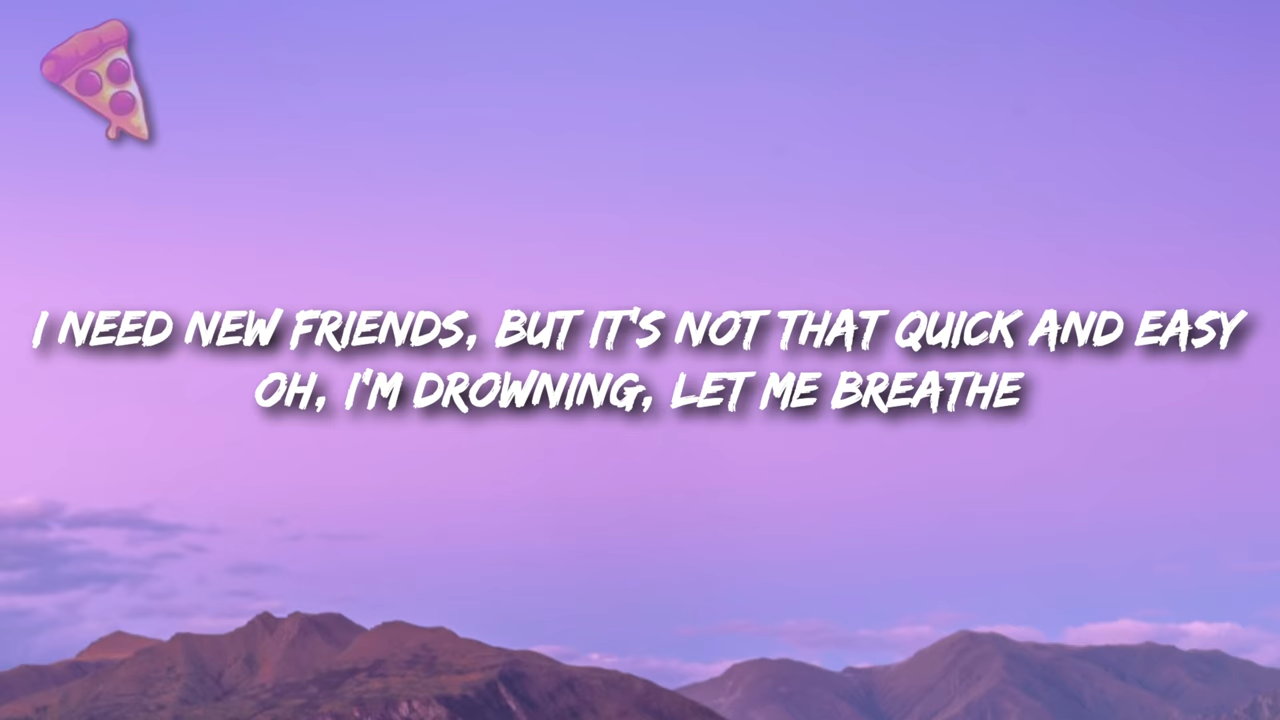 I NEED NEW FRIENDS, BUT IT'S NOT THAT QUICK AND EASY
OH, I'M DROWNING, LET ME BREATHE